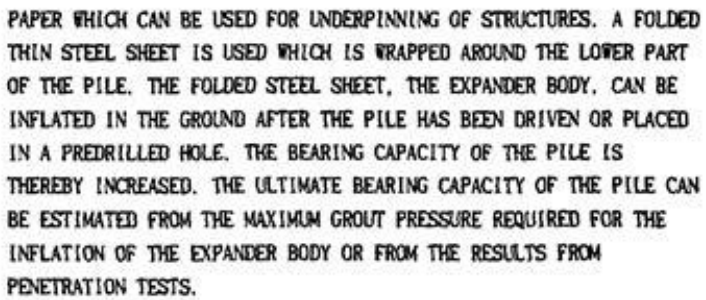 PAPER WHICH CAN BE USED FOR UNDERPINNING OF STRUCTURES. A FOLDED
THIN STEEL SHEET IS USED WHICH IS WRAPPED AROUND THE LOWER PART
OF THE PILE. THE FOLDED STEEL SHEET, THE EXPANDER BODY, CAN BE
INFLATED IN THE GROUND AFTER THE PILE HAS BEEN DRIVEN OR PLACED
IN A PREDRILLED HOLE. THE BEARING CAPACITY OF THE PILE IS
THEREBY INCREASED. THE ULTIMATE BEARING CAPACITY OF THE PILE CAN
BE ESTIMATED FROM THE MAXIMUM GROUT PRESSURE REQUIRED FOR THE
INFLATION OF THE EXPANDER BODY OR FROM THE RESULTS FROM
PENETRATION TESTS.